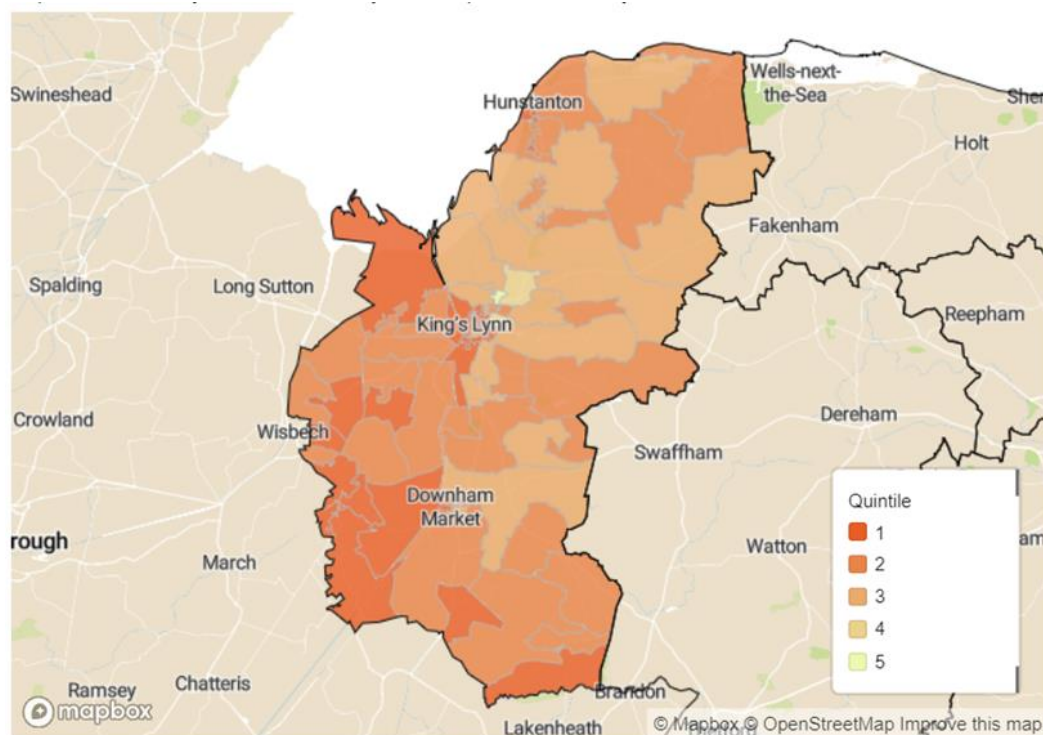 Swineshead
Hunstanton
Wells-next-
the-Sea
Holt
Fakenham
Spalding
Long Sutton
Reepham
King's Lynn
Crowland
Wisbech
Dereham
Swaffham
Downham
Market
Quintile
1
2
3
4
5
rough
March
Watton
Ramsey
Chatteris
Brandon
mapbox
Lakenheath
© Mapbox © OpenStreetMap Improve this map